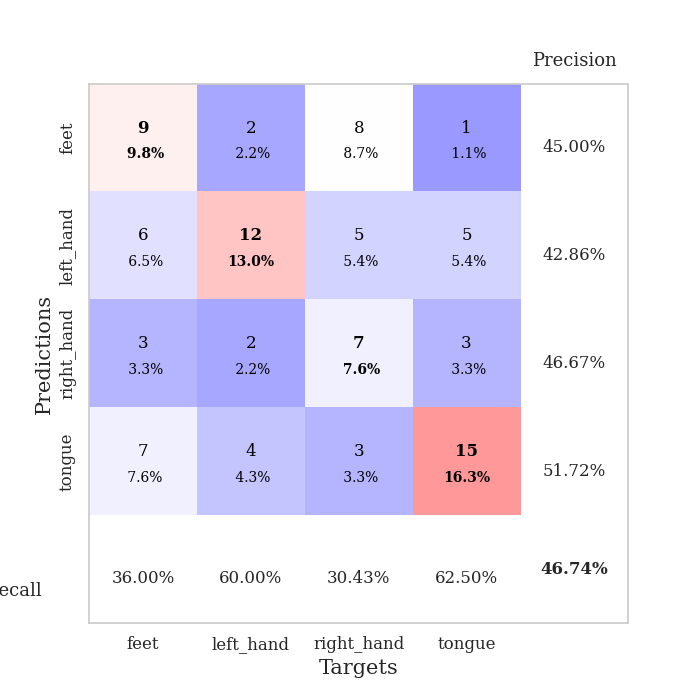 Precision
feet
9 2 8 1
9.8% 2.2% 8.7% 1.1%
45.00%
left_hand
6 12 5 5
6.5% 13.0% 5.4% 5.4%
42.86%
Predictions
right_hand
3 2 7 3
3.3% 2.2% 7.6% 3.3%
46.67%
tongue
7 4 3 15
7.6% 4.3% 3.3% 16.3%
51.72%
ecall
36.00% 60.00% 30.43% 62.50% 46.74%
feet left_hand right_hand tongue
Targets